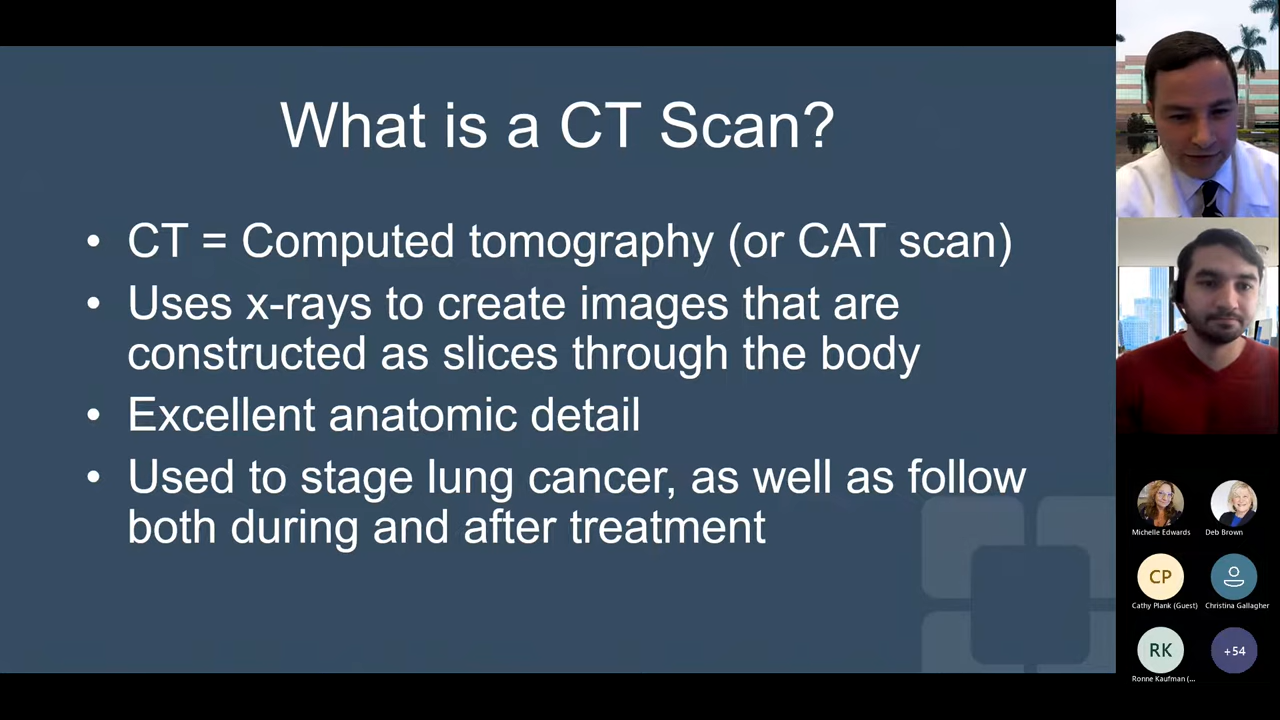 What is a CT Scan?
• CT = Computed tomography (or CAT scan)
• Uses x-rays to create images that are
constructed as slices through the body
• Excellent anatomic detail
• Used to stage lung cancer, as well as follow
both during and after treatment
Michelle Edwards
Deb Brown
CP
Cathy Plank (Guest)
Christina Gallagher
RK
+54
Ronne Kaufman (...